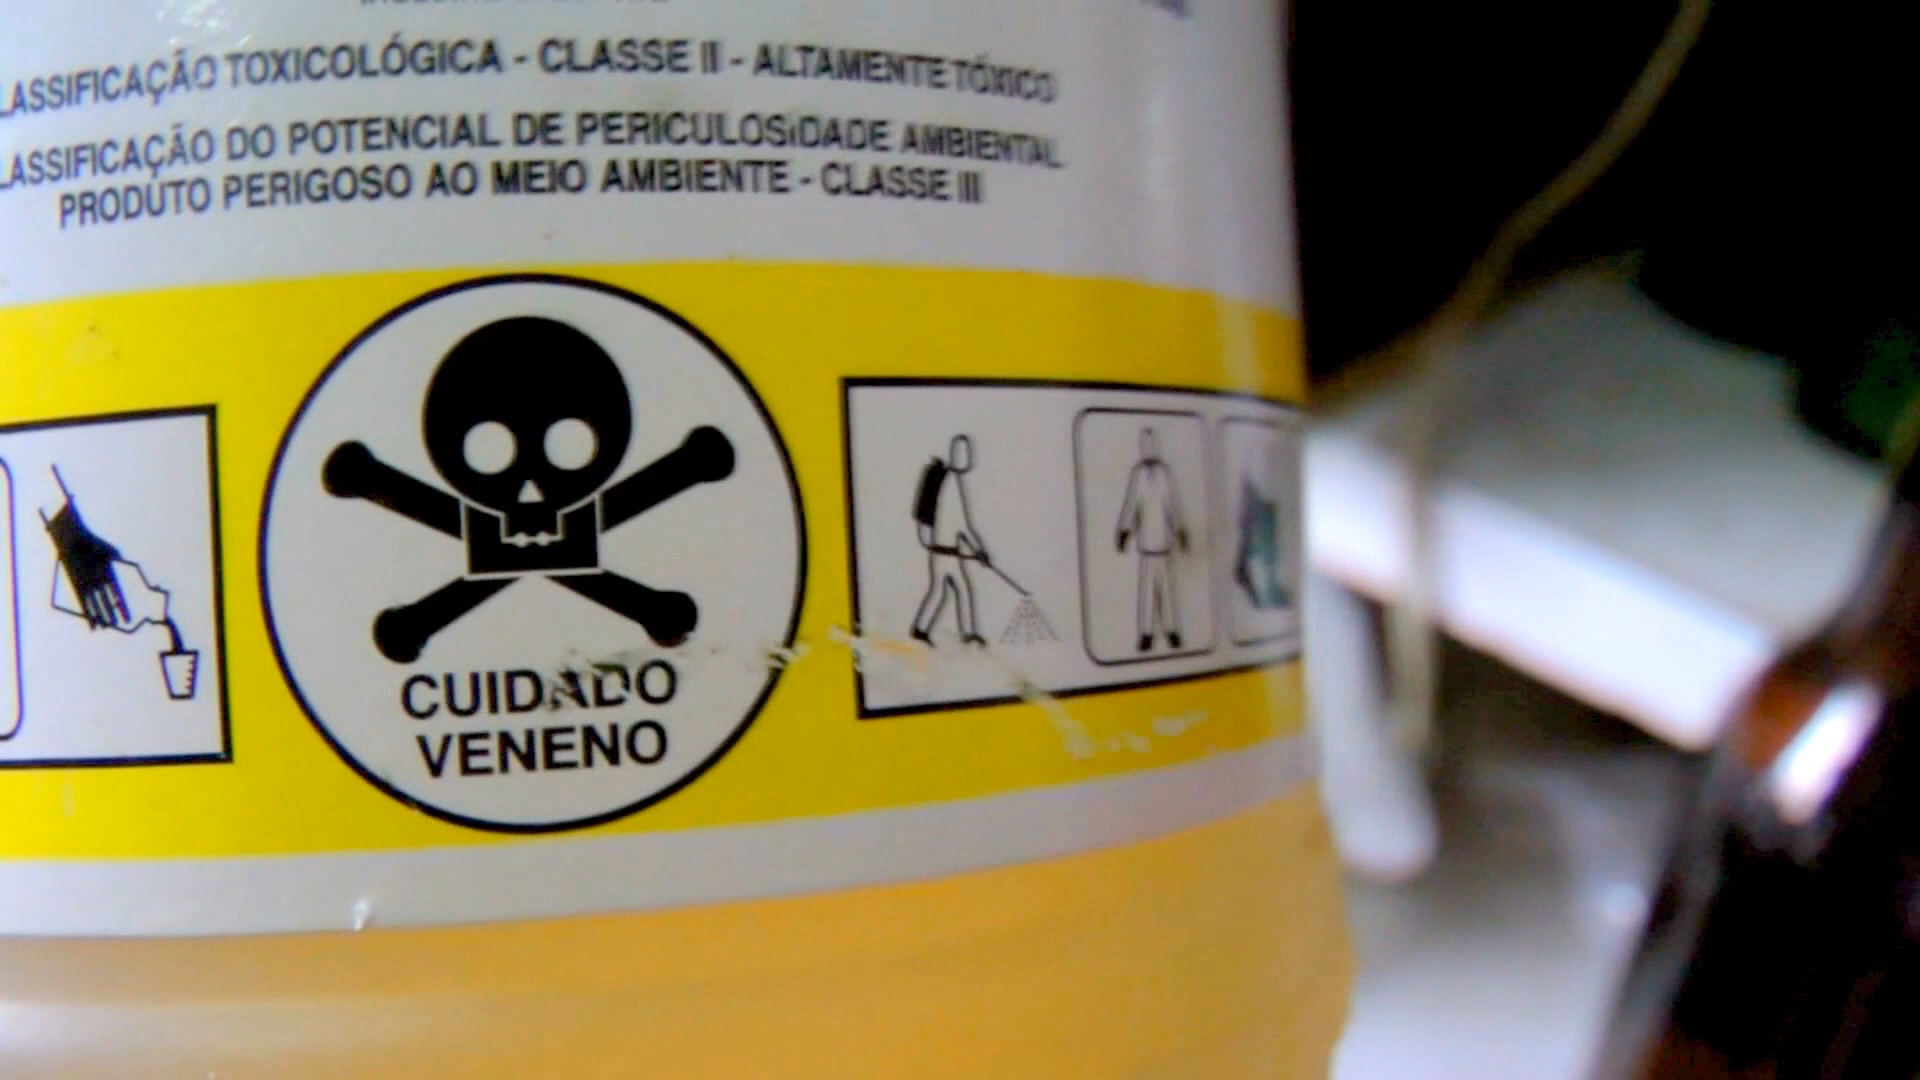 LASSIFICAÇÃO TOXICOLÓGICA - CLASSE II - ALTAMENTE TÓXICO
LASSIFICAÇÃO DO POTENCIAL DE PERICULOSIDADE AMBIENTAL
PRODUTO PERIGOSO AO MEIO AMBIENTE - CLASSE III
CUIDADO
VENENO